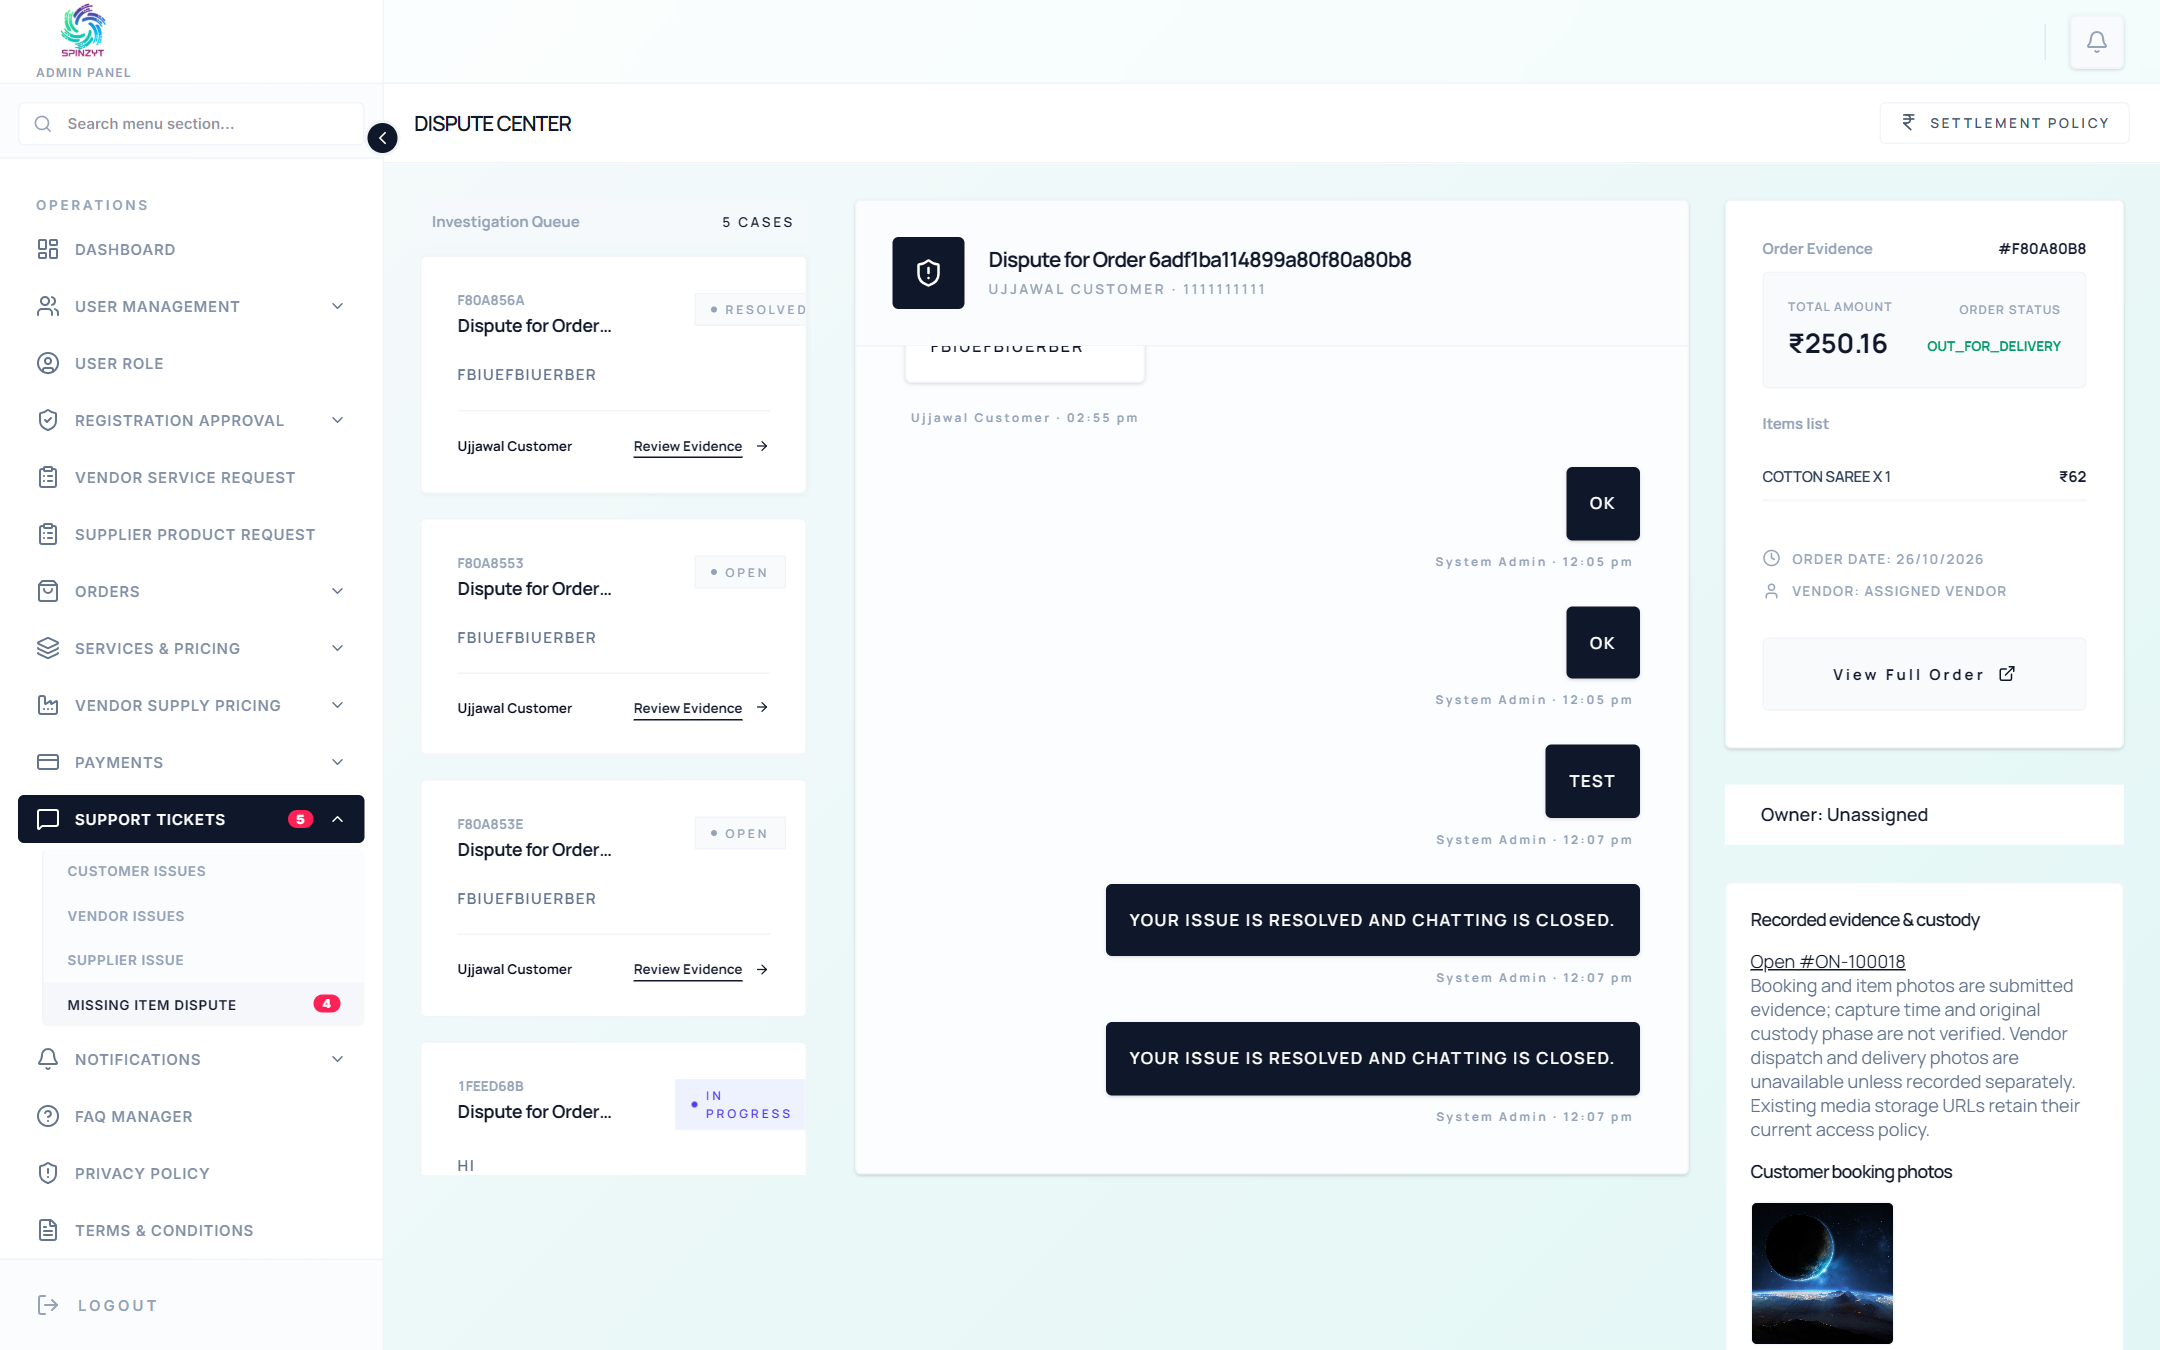 SPINZYT
ADMIN PANEL
Search menu section...
OPERATIONS
DASHBOARD
USER MANAGEMENT
USER ROLE
REGISTRATION APPROVAL
VENDOR SERVICE REQUEST
SUPPLIER PRODUCT REQUEST
ORDERS
SERVICES & PRICING
VENDOR SUPPLY PRICING
PAYMENTS
SUPPORT TICKETS 5
CUSTOMER ISSUES
VENDOR ISSUES
SUPPLIER ISSUE
MISSING ITEM DISPUTE 4
NOTIFICATIONS
FAQ MANAGER
PRIVACY POLICY
TERMS & CONDITIONS
LOGOUT
DISPUTE CENTER
₹ SETTLEMENT POLICY
Investigation Queue 5 CASES
F80A856A
RESOLVED
Dispute for Order...
FBIUEFBIUERBER
Ujjawal Customer Review Evidence →
F80A8553
OPEN
Dispute for Order...
FBIUEFBIUERBER
Ujjawal Customer Review Evidence →
F80A853E
OPEN
Dispute for Order...
FBIUEFBIUERBER
Ujjawal Customer Review Evidence →
1FEED68B
IN
PROGRESS
Dispute for Order...
HI
Dispute for Order 6adf1ba114899a80f80a80b8
UJJAWAL CUSTOMER · 1111111111
FBIUEFBIUERBER
Ujjawal Customer · 02:55 pm
OK
System Admin · 12:05 pm
OK
System Admin · 12:05 pm
TEST
System Admin · 12:07 pm
YOUR ISSUE IS RESOLVED AND CHATTING IS CLOSED.
System Admin · 12:07 pm
YOUR ISSUE IS RESOLVED AND CHATTING IS CLOSED.
System Admin · 12:07 pm
Order Evidence #F80A80B8
TOTAL AMOUNT ORDER STATUS
₹250.16 OUT_FOR_DELIVERY
Items list
COTTON SAREE X 1 ₹62
ORDER DATE: 26/10/2026
VENDOR: ASSIGNED VENDOR
View Full Order
Owner: Unassigned
Recorded evidence & custody
Open #ON-100018
Booking and item photos are submitted
evidence; capture time and original
custody phase are not verified. Vendor
dispatch and delivery photos are
unavailable unless recorded separately.
Existing media storage URLs retain their
current access policy.
Customer booking photos